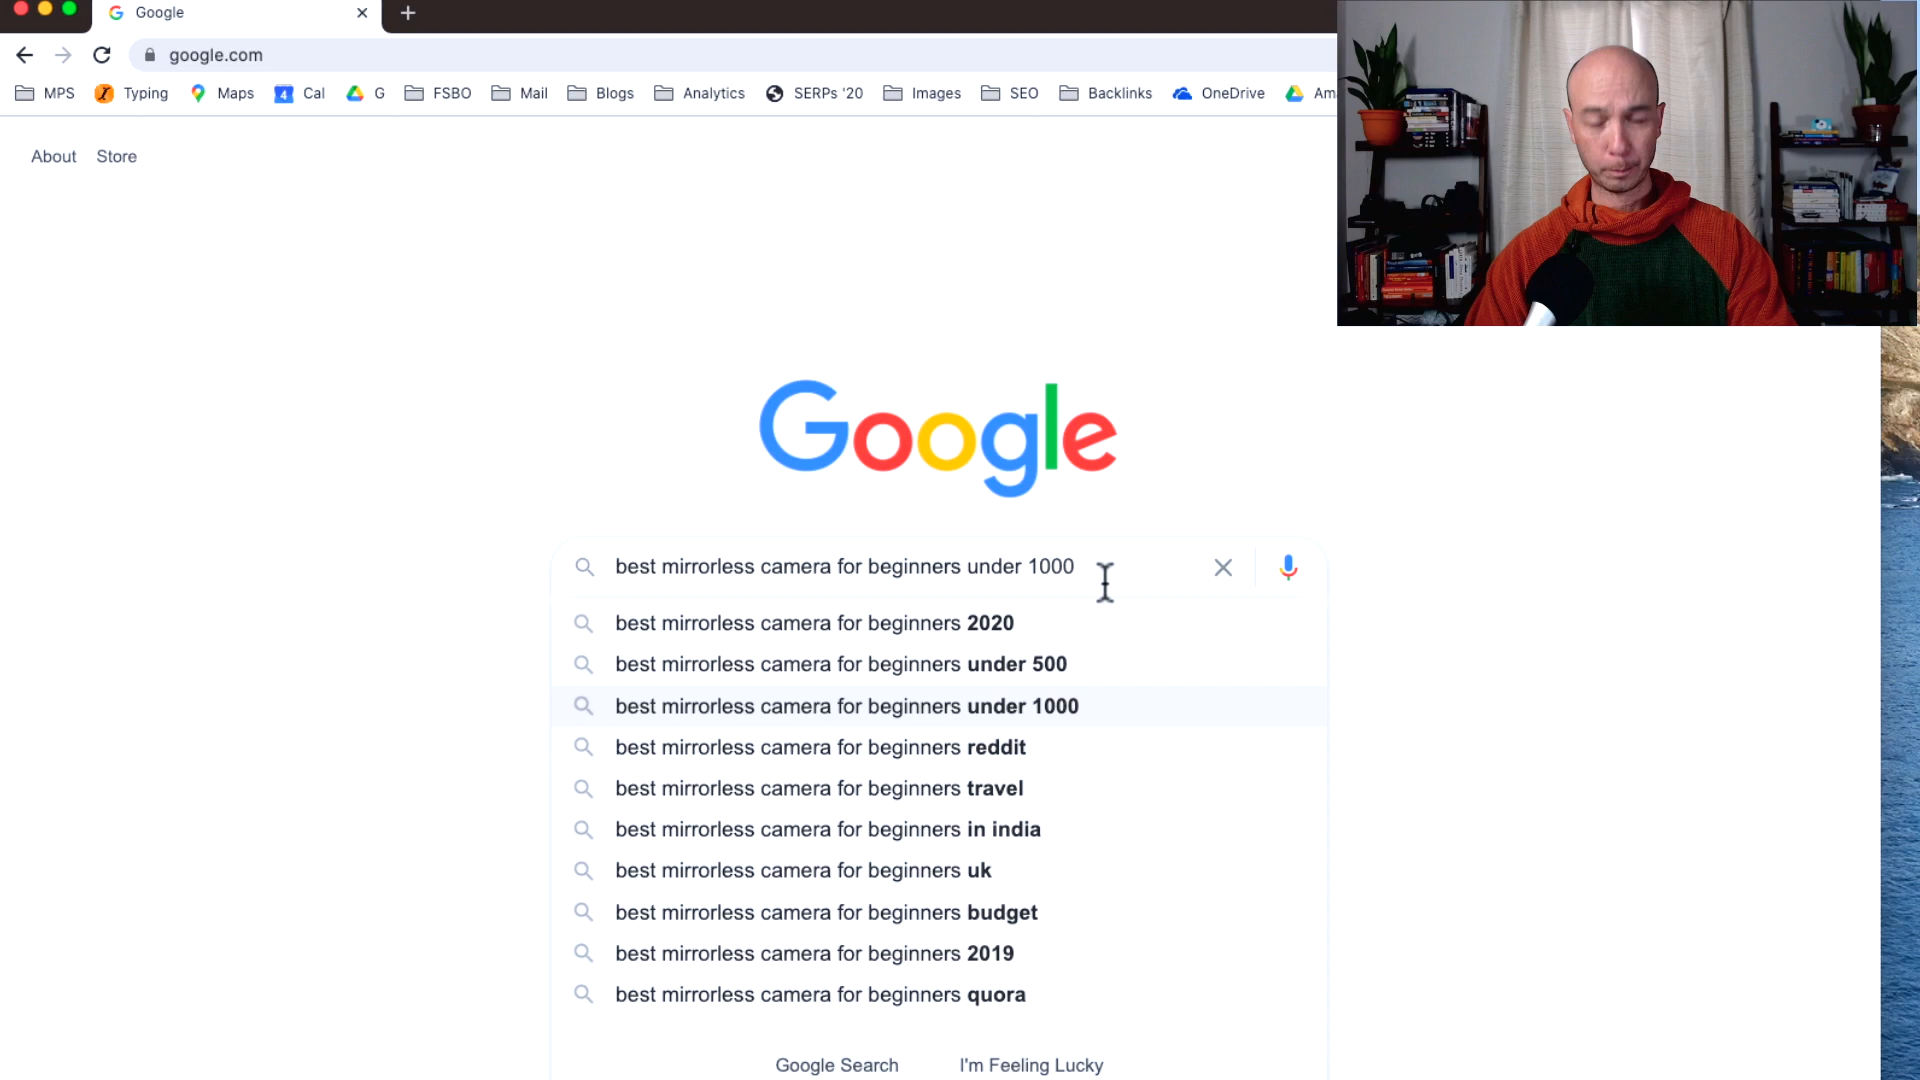 Google
google.com
MPS Typing Maps 4 Cal G FSBO Mail Blogs Analytics SERPs '20 Images SEO Backlinks OneDrive Am
About Store
Google
best mirrorless camera for beginners under 1000
best mirrorless camera for beginners 2020
best mirrorless camera for beginners under 500
best mirrorless camera for beginners under 1000
best mirrorless camera for beginners reddit
best mirrorless camera for beginners travel
best mirrorless camera for beginners in india
best mirrorless camera for beginners uk
best mirrorless camera for beginners budget
best mirrorless camera for beginners 2019
best mirrorless camera for beginners quora
Google Search I'm Feeling Lucky